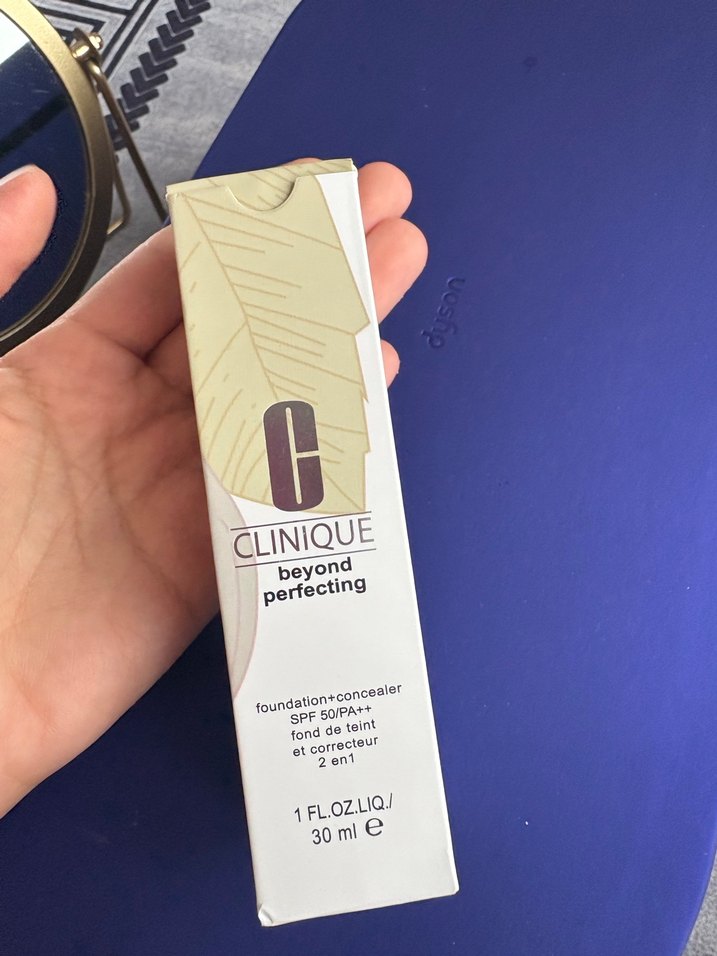 C
CLINIQUE
beyond
perfecting
foundation+concealer
SPF 50/PA++
fond de teint
et correcteur
2 en1
1 FL.OZ.LIQ./
30 ml ℮
dyson